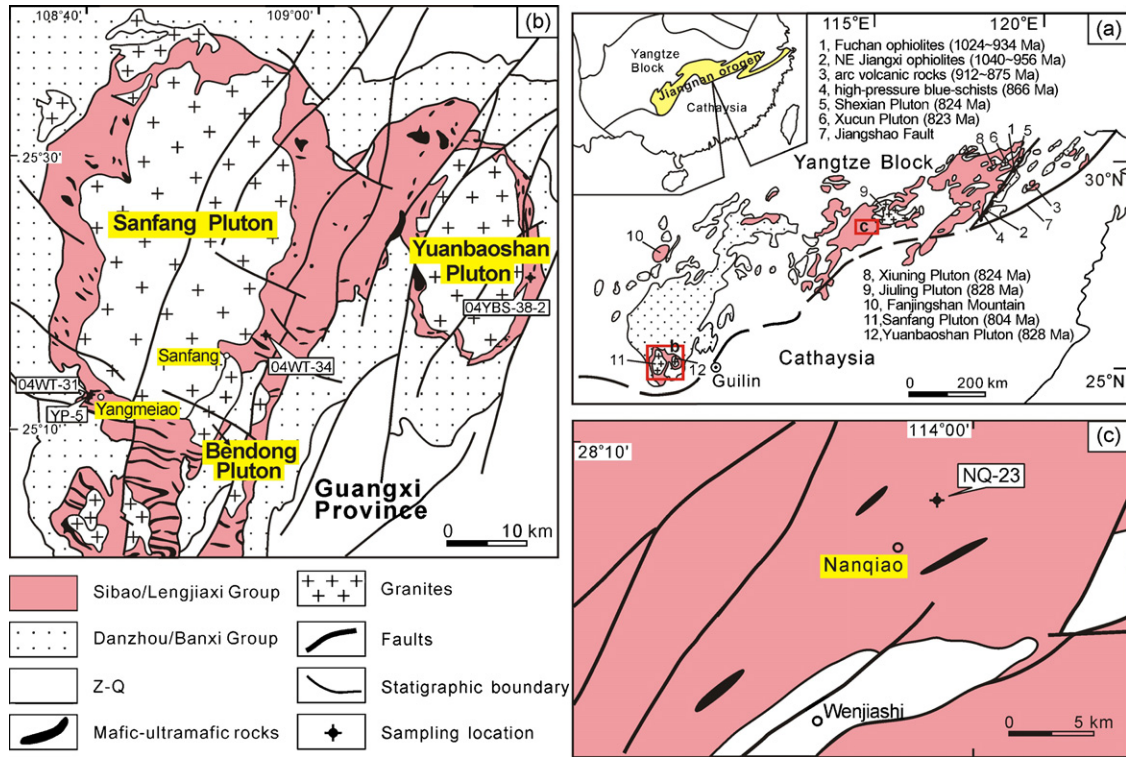 108°40'
109°00'
(b)
25°30'
Sanfang Pluton
Yuanbaoshan
Pluton
04YBS-38-2
Sanfang
04WT-34
04WT-31
YP-5
Yangmeiao
25°10'
Bendong
Pluton
Guangxi
Province
0 10 km
115°E
120°E
(a)
Yangtze
Block
Jiangnan orogen
Cathaysia
1, Fuchan ophiolites (1024~934 Ma)
2, NE Jiangxi ophiolites (1040~956 Ma)
3, arc volcanic rocks (912~875 Ma)
4, high-pressure blue-schists (866 Ma)
5, Shexian Pluton (824 Ma)
6, Xucun Pluton (823 Ma)
7, Jiangshao Fault
Yangtze Block
8 6 1 5
30°N
9
c
3
7
2
4
10
8, Xiuning Pluton (824 Ma)
9, Jiuling Pluton (828 Ma)
10, Fanjingshan Mountain
11,Sanfang Pluton (804 Ma)
12,Yuanbaoshan Pluton (828 Ma)
b
11
12
Guilin
Cathaysia
0 200 km
25°N
28°10'
114°00'
(c)
NQ-23
Nanqiao
Wenjiashi
0 5 km
Sibao/Lengjiaxi Group
Granites
Danzhou/Banxi Group
Faults
Z-Q
Statigraphic boundary
Mafic-ultramafic rocks
Sampling location